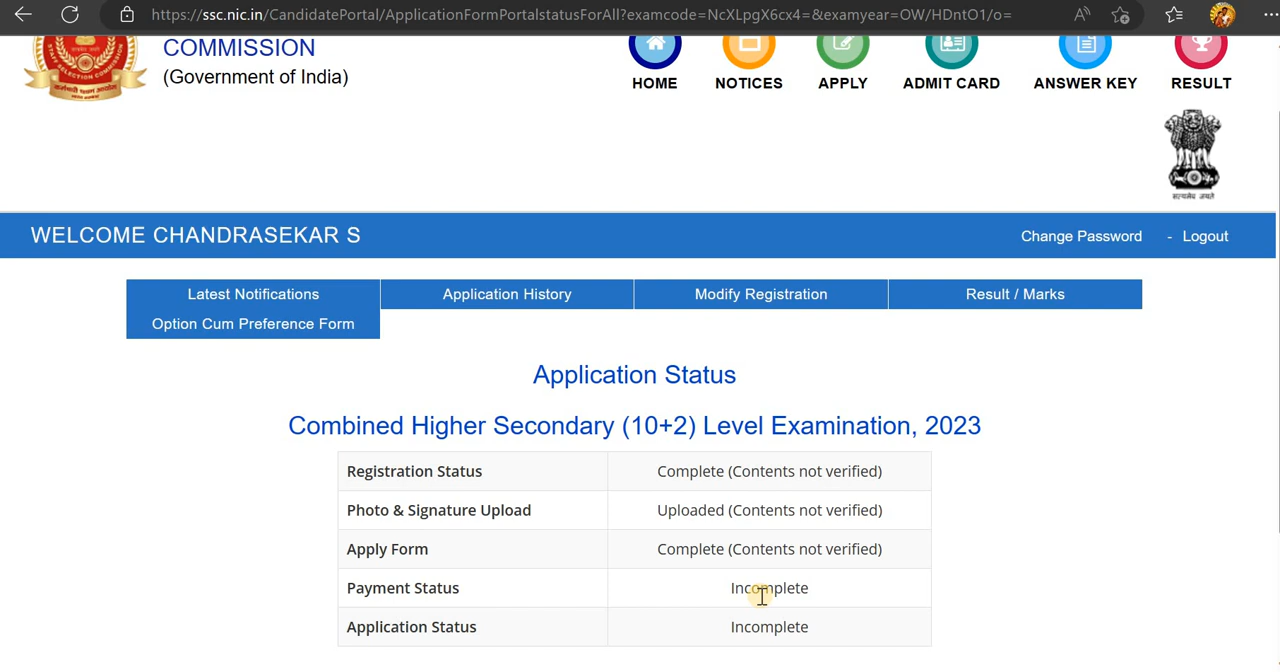 https://ssc.nic.in/CandidatePortal/ApplicationFormPortalstatusForAll?examcode=NcXLpgX6cx4=&examyear=OW/HDntO1/o=
COMMISSION
(Government of India)
HOME
NOTICES
APPLY
ADMIT CARD
ANSWER KEY
RESULT
सत्यमेव जयते
WELCOME CHANDRASEKAR S
Change Password - Logout
Latest Notifications
Application History
Modify Registration
Result / Marks
Option Cum Preference Form
Application Status
Combined Higher Secondary (10+2) Level Examination, 2023
Registration Status Complete (Contents not verified)
Photo & Signature Upload Uploaded (Contents not verified)
Apply Form Complete (Contents not verified)
Payment Status Incomplete
Application Status Incomplete